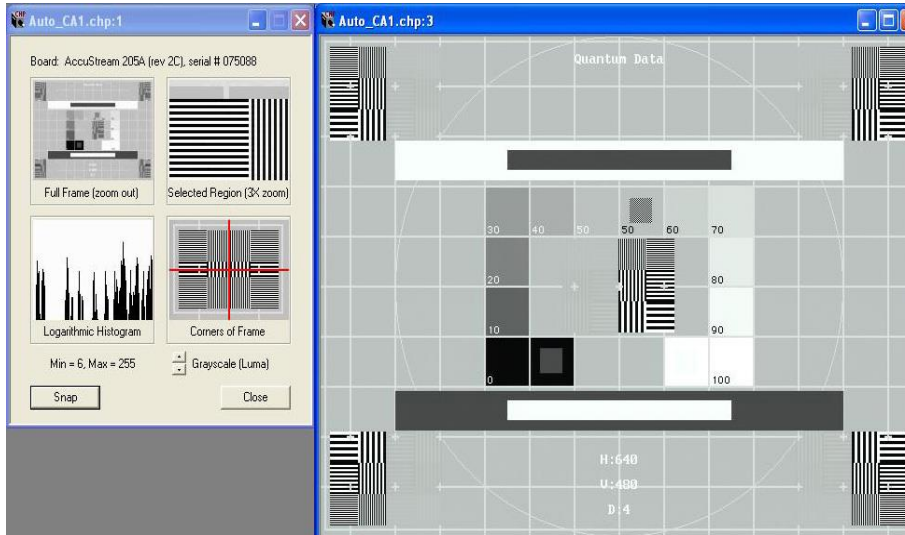 Auto_CA1.chp:1
Board: AccuStream 205A (rev 2C), serial # 075088
Full Frame (zoom out)
Selected Region (3X zoom)
Logarithmic Histogram
Corners of Frame
Min = 6, Max = 255
Grayscale (Luma)
Snap
Close
Auto_CA1.chp:3
Quantum Data
30 40 50 50 60 70
20 80
10 90
0 100
H:640
V:480
D:4